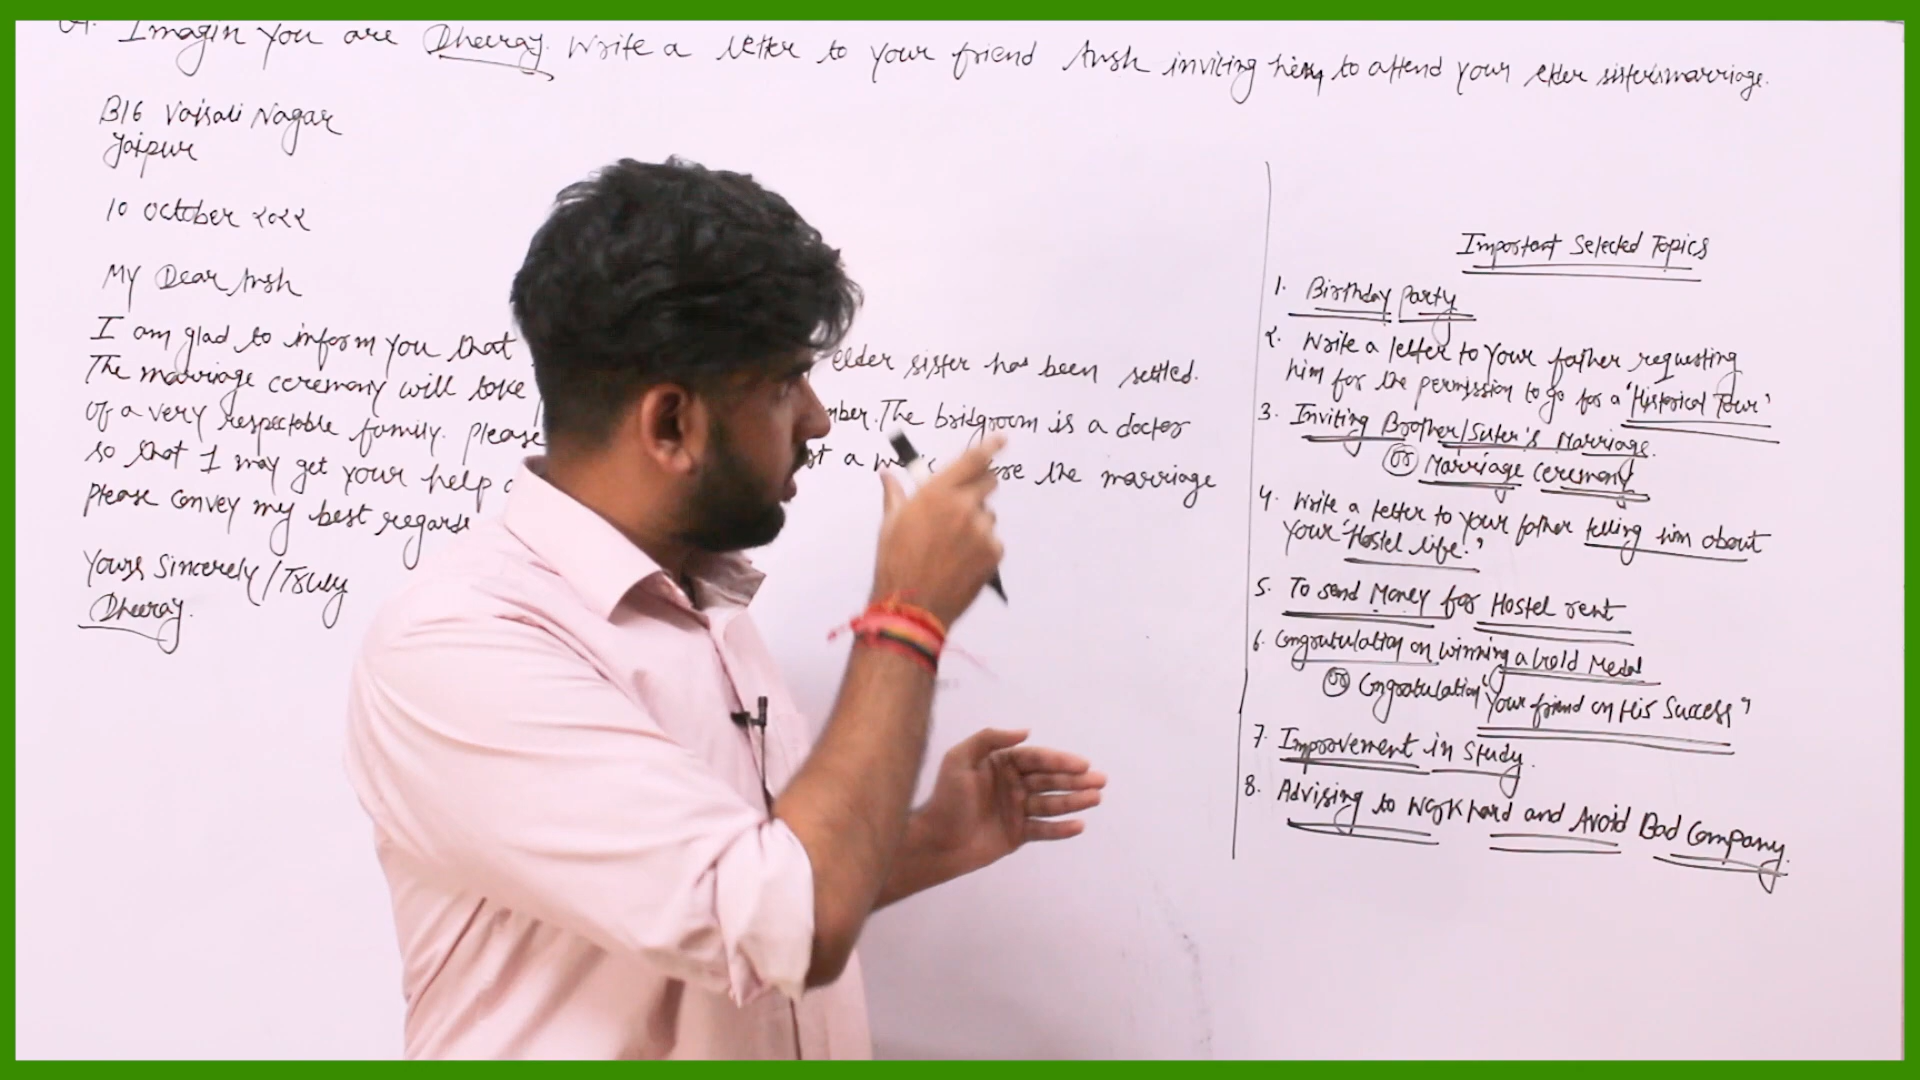 Imagin You are Dheeraj. Write a letter to your friend Ansh inviting him to attend your elder sister's marriage.
B16 Vaisali Nagar
Jaipur
10 October 2022
My Dear Ansh
I am glad to inform you that elder sister has been settled.
The marriage ceremony will take The bridgroom is a doctor
of a very respectable family. Please a the marriage
so that I may get your help
please convey my best regards
Yours Sincerely/Truly
Dheeraj.
Important Selected Topics
1. Birthday Party
2. Write a letter to your father requesting
him for the permission to go for a 'Historical Tour'
3. Inviting Brother/Sister's Marriage.
or Marriage ceremony
4. Write a letter to your father telling him about
your "Hostel life."
5. To send Money for Hostel rent
6. Congratulation on winning a Gold Medal
or Congratulation "Your friend on His Success"
7. Improvement in Study.
8. Advising to Work hard and Avoid Bad Company.